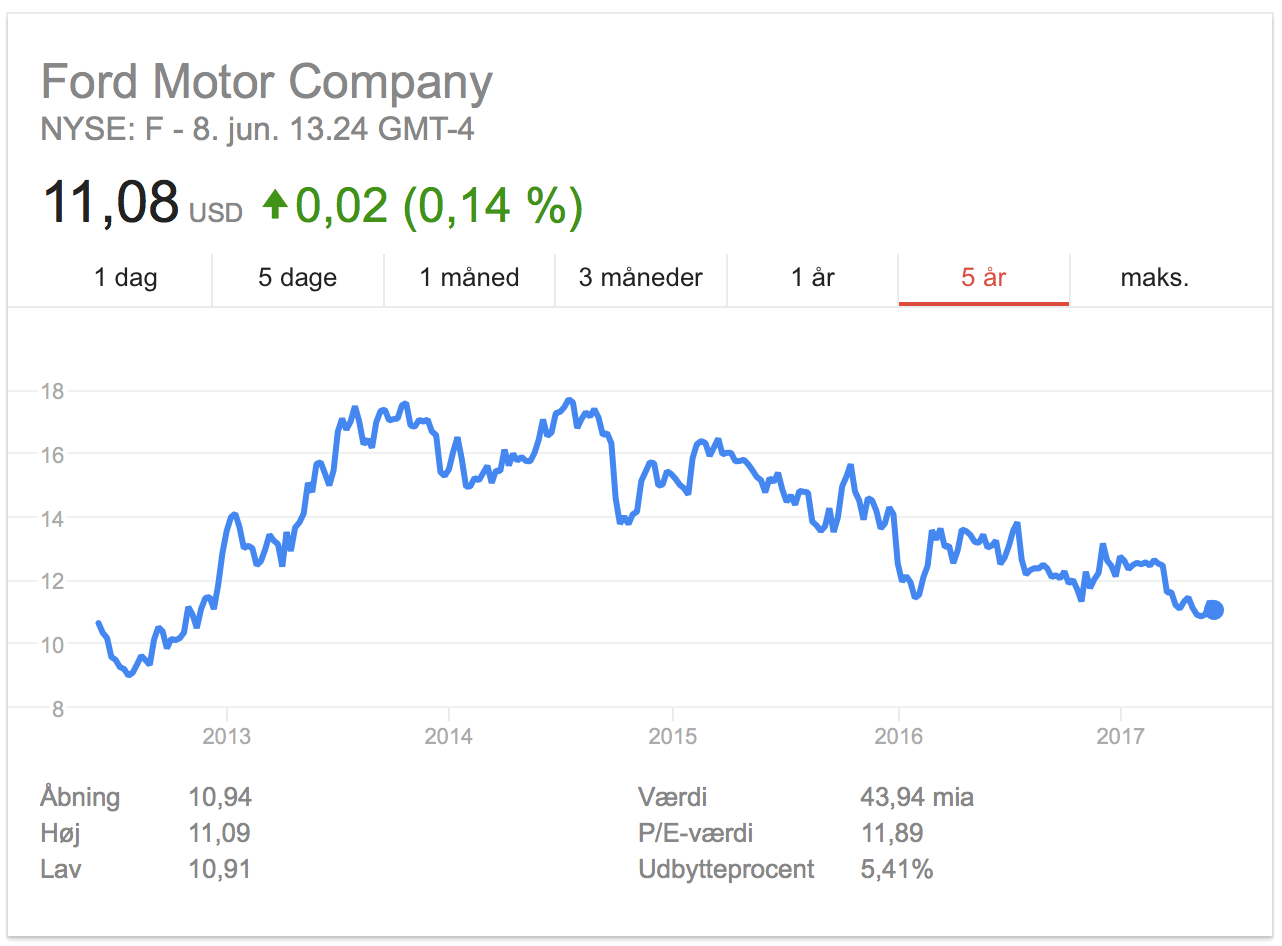 Ford Motor Company
NYSE: F - 8. jun. 13.24 GMT-4
11,08 USD 0,02 (0,14 %)
1 dag 5 dage 1 måned 3 måneder 1 år 5 år maks.
18
16
14
12
10
8
2013 2014 2015 2016 2017
Åbning 10,94 Værdi 43,94 mia
Høj 11,09 P/E-værdi 11,89
Lav 10,91 Udbytteprocent 5,41%